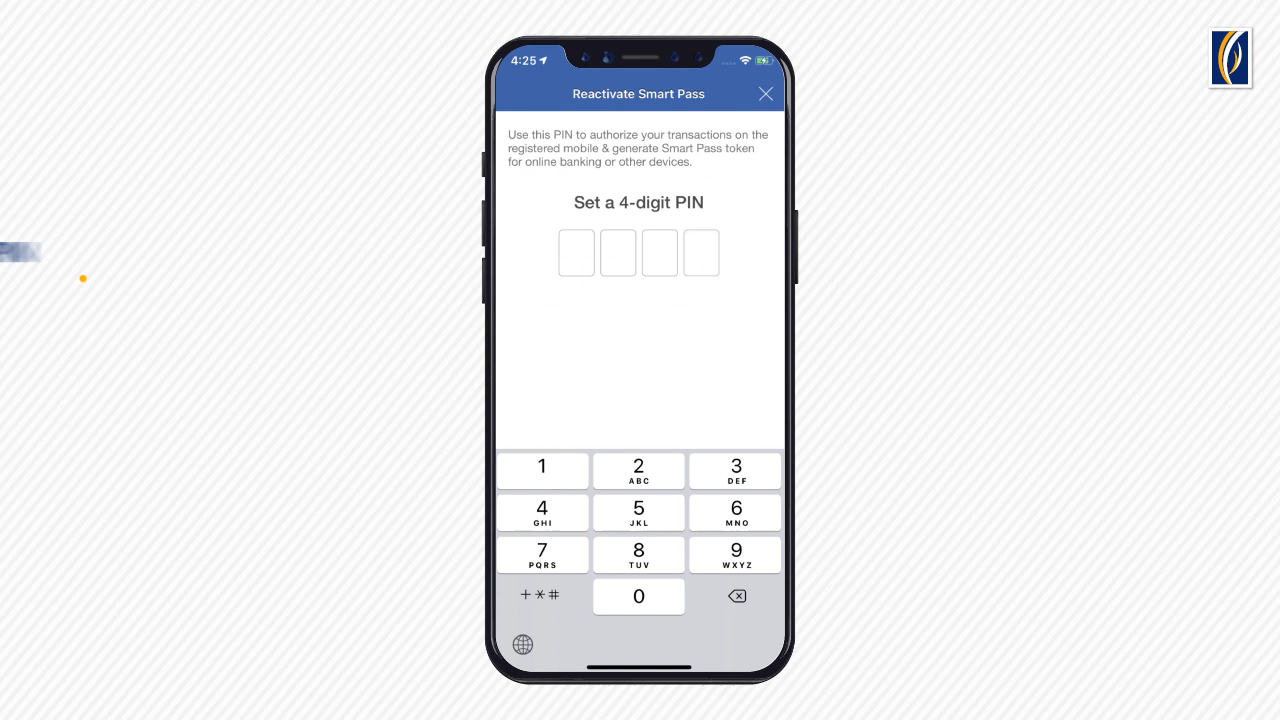 4:25
Reactivate Smart Pass
Use this PIN to authorize your transactions on the
registered mobile & generate Smart Pass token
for online banking or other devices.
Set a 4-digit PIN
1
2
ABC
3
DEF
4
GHI
5
JKL
6
MNO
7
PQRS
8
TUV
9
WXYZ
+*#
0